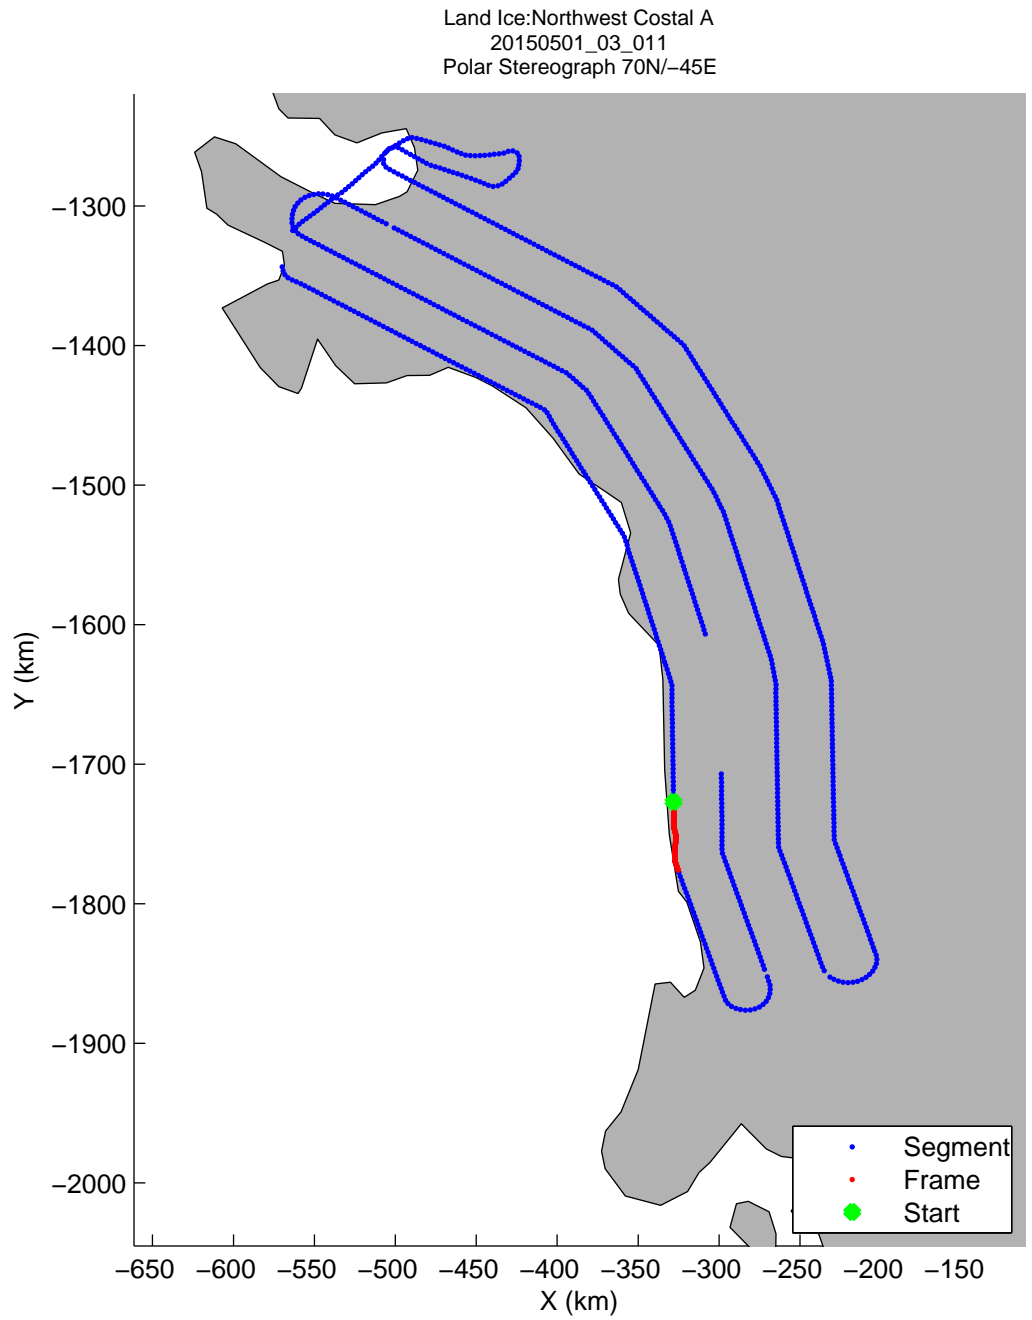 Land Ice:Northwest Costal A
20150501_03_011
Polar Stereograph 70N/−45E
−1300
−1400
−1500
−1600
−1700
−1800
−1900
−2000
Y (km)
Segment
Frame
Start
−650 −600 −550 −500 −450 −400 −350 −300 −250 −200 −150
X (km)